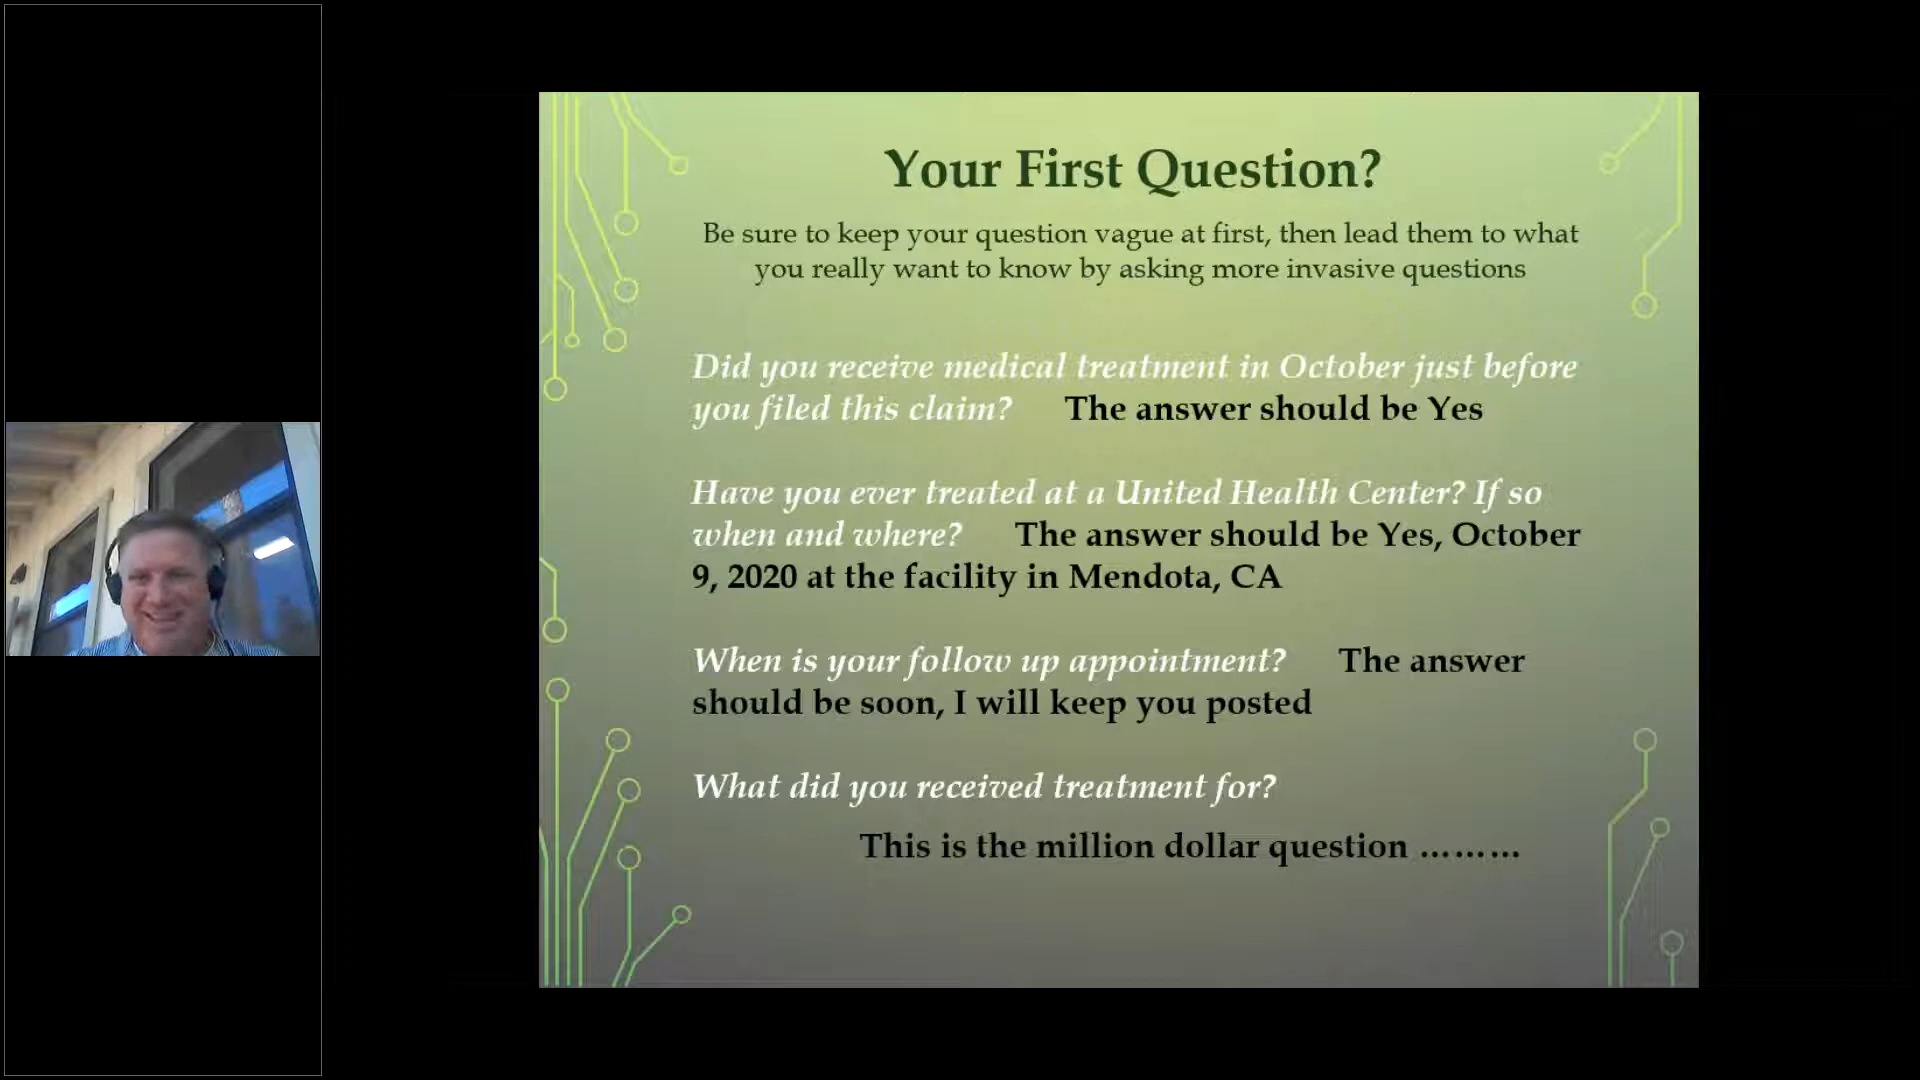 Your First Question?
Be sure to keep your question vague at first, then lead them to what
you really want to know by asking more invasive questions
Did you receive medical treatment in October just before
you filed this claim? The answer should be Yes
Have you ever treated at a United Health Center? If so
when and where? The answer should be Yes, October
9, 2020 at the facility in Mendota, CA
When is your follow up appointment? The answer
should be soon, I will keep you posted
What did you received treatment for?
This is the million dollar question ………